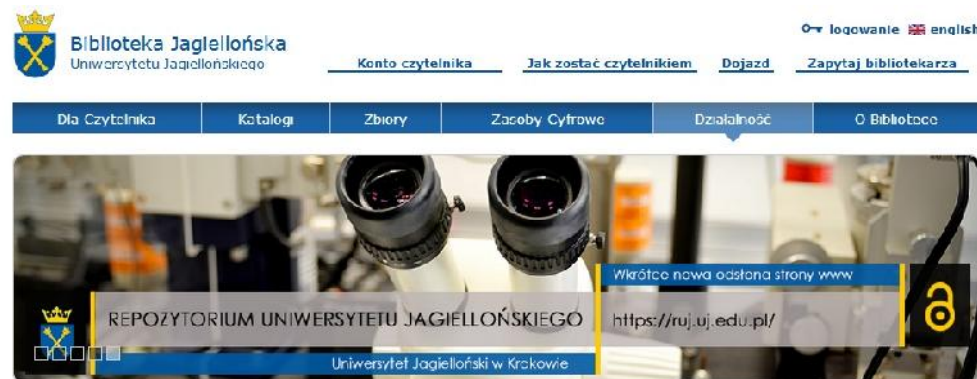 Biblioteka Jagiellońska
Uniwersytetu Jagiellońskiego
logowanie english
Konto czytelnika Jak zostać czytelnikiem Dojazd Zapytaj bibliotekarza
Dla Czytelnika Katalogi Zbiory Zasoby Cyfrowe Działalność O Bibliotece
Wkrótce nowa odsłona strony www
REPOZYTORIUM UNIWERSYTETU JAGIELLOŃSKIEGO https://ruj.uj.edu.pl/
Uniwersytet Jagielloński w Krakowie